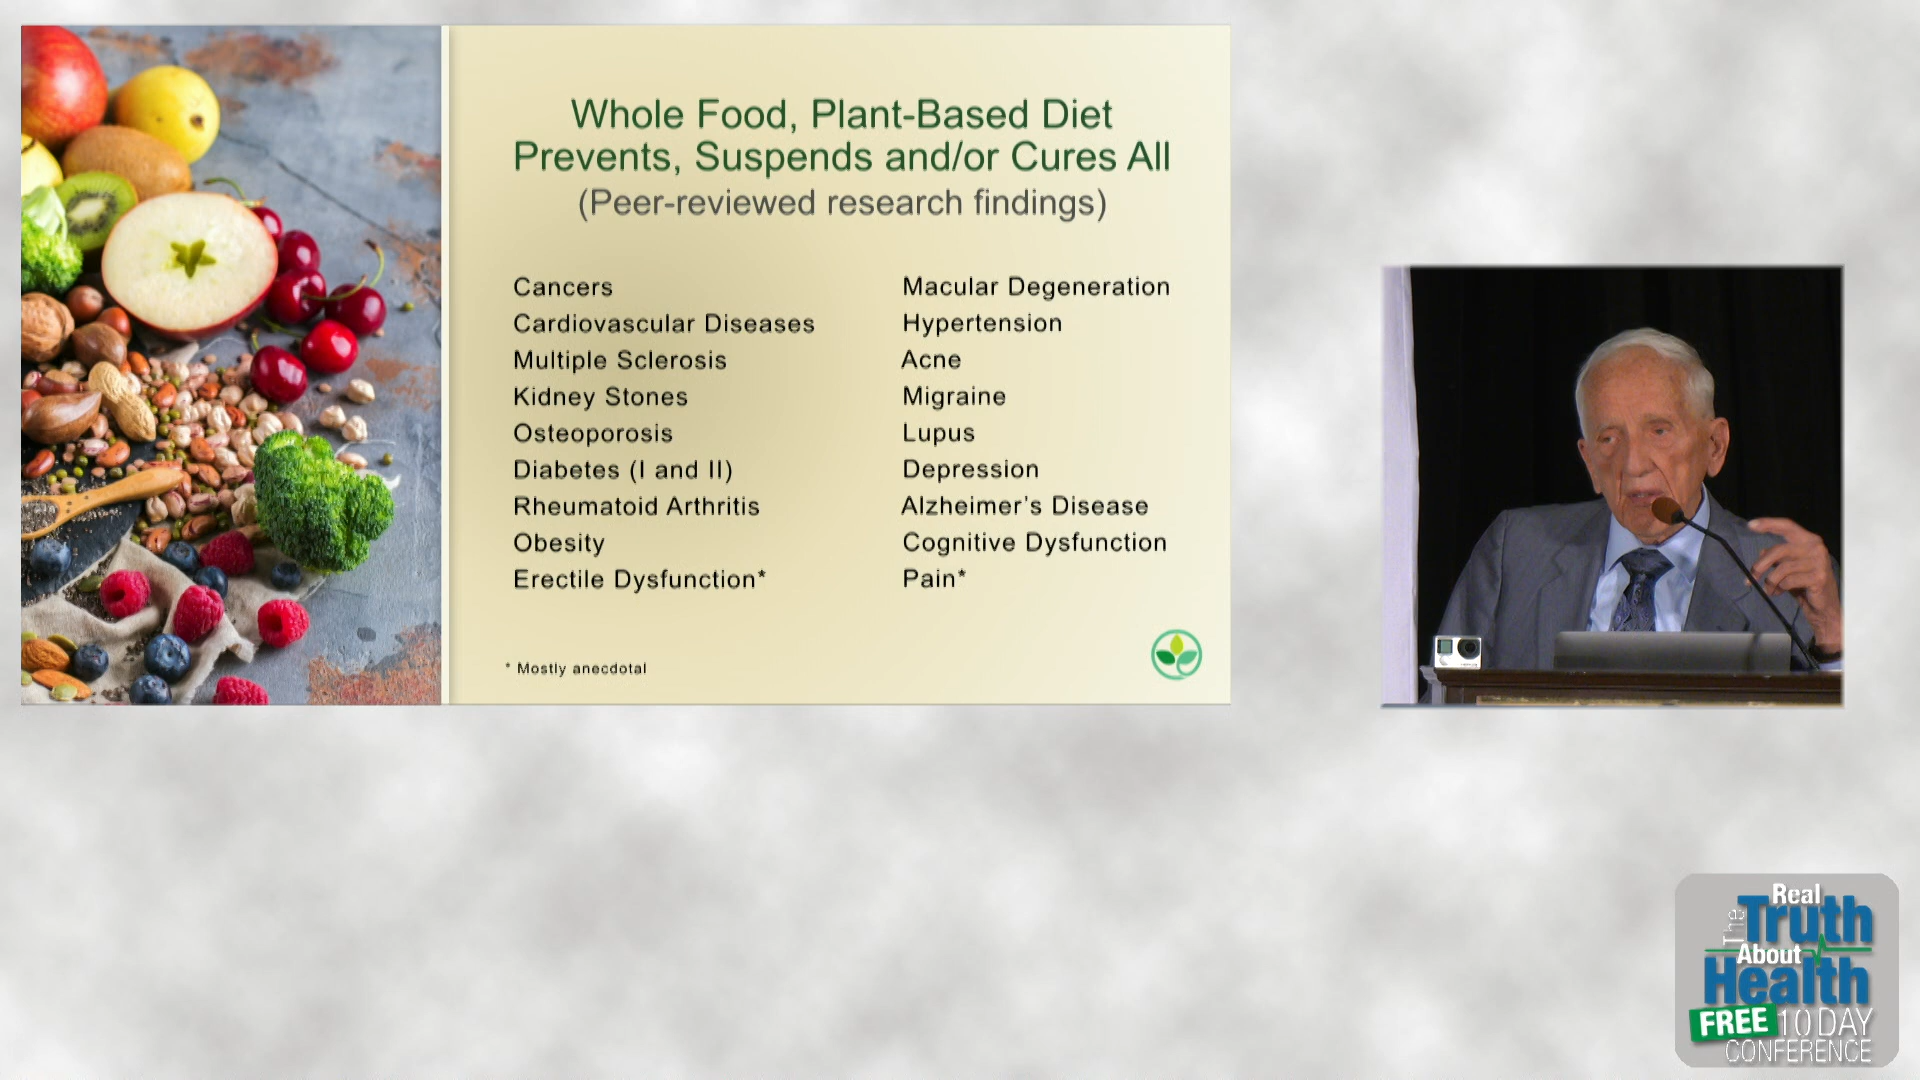 Whole Food, Plant-Based Diet
Prevents, Suspends and/or Cures All
(Peer-reviewed research findings)
Cancers
Cardiovascular Diseases
Multiple Sclerosis
Kidney Stones
Osteoporosis
Diabetes (I and II)
Rheumatoid Arthritis
Obesity
Erectile Dysfunction*
Macular Degeneration
Hypertension
Acne
Migraine
Lupus
Depression
Alzheimer's Disease
Cognitive Dysfunction
Pain*
* Mostly anecdotal
The Real
Truth
About
Health
FREE 10 DAY
CONFERENCE